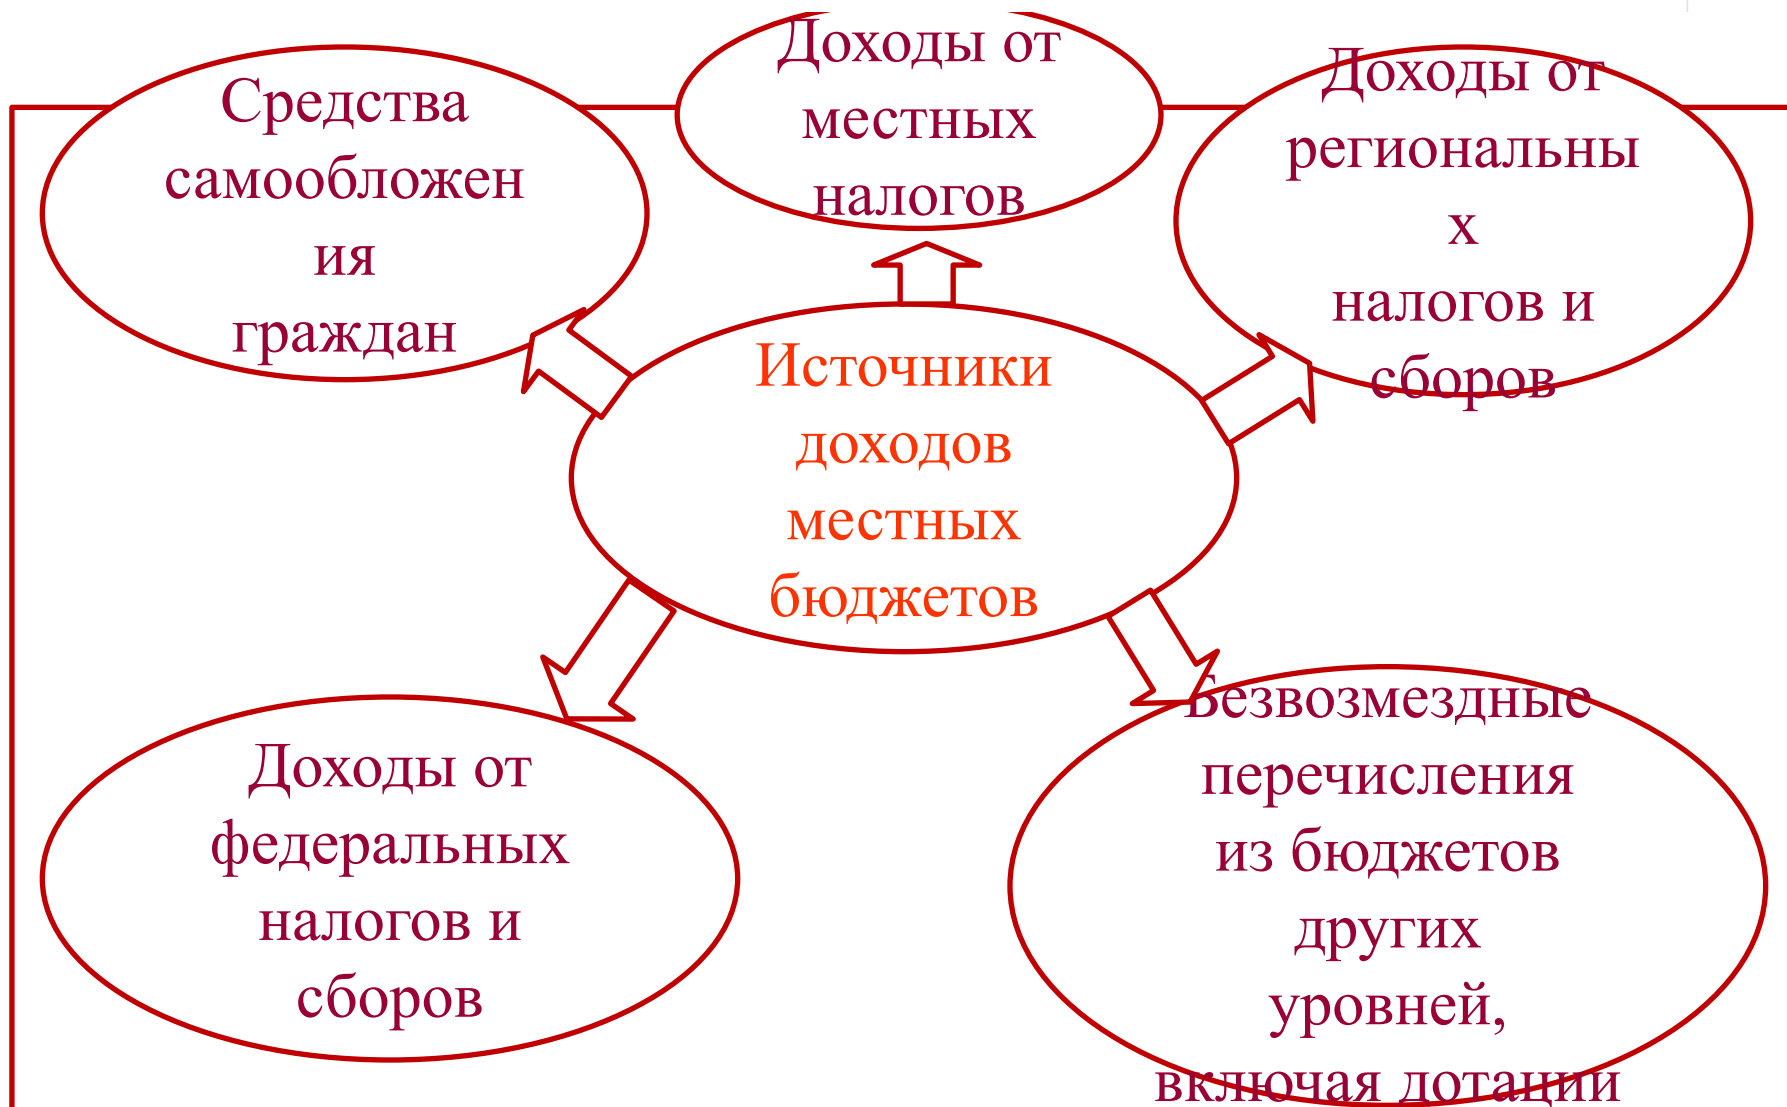 Средства
самообложен
ия
граждан
Доходы от
местных
налогов
Доходы от
региональны
х
налогов и
сборов
Источники
доходов
местных
бюджетов
Доходы от
федеральных
налогов и
сборов
Безвозмездные
перечисления
из бюджетов
других
уровней,
включая дотации